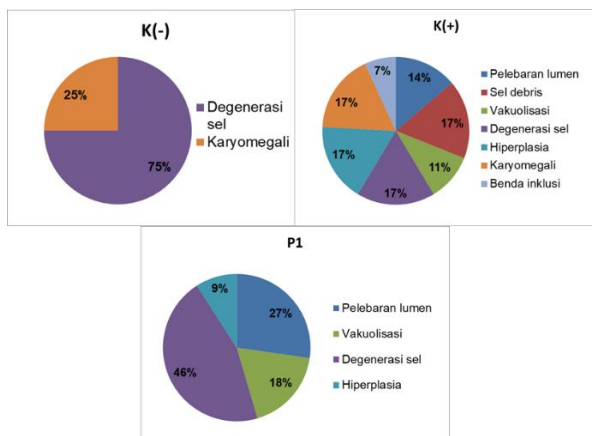 K(-)
25%
75%
Degenerasi
sel
Karyomegali
K(+)
7%
14%
17%
17%
17%
11%
17%
Pelebaran lumen
Sel debris
Vakuolisasi
Degenerasi sel
Hiperplasia
Karyomegali
Benda inklusi
P1
9%
27%
46%
18%
Pelebaran lumen
Vakuolisasi
Degenerasi sel
Hiperplasia